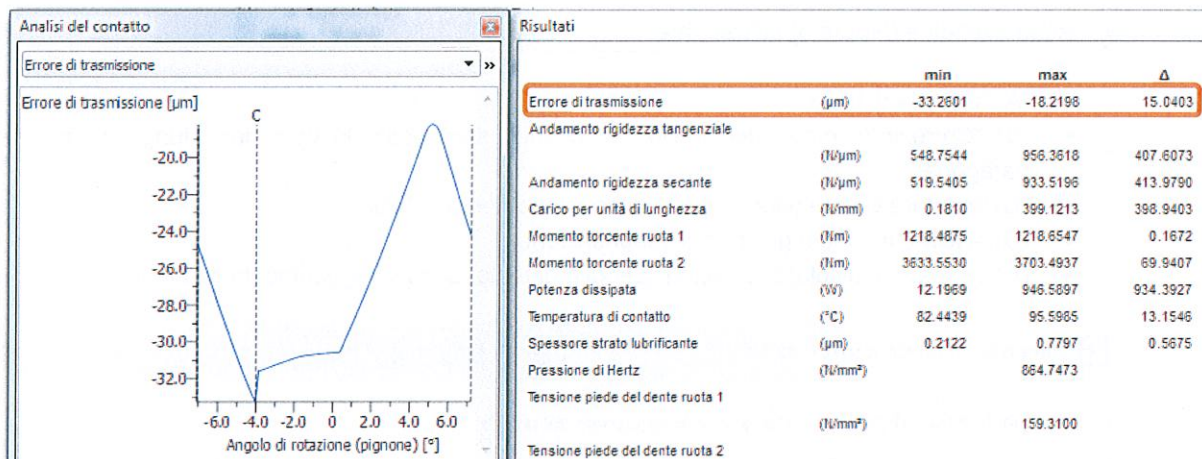 Analisi del contatto
Errore di trasmissione
»
Errore di trasmissione [µm]
C
-20.0
-22.0
-24.0
-26.0
-28.0
-30.0
-32.0
-6.0 -4.0 -2.0 0 2.0 4.0 6.0
Angolo di rotazione (pignone) [°]
Risultati
min max Δ
Errore di trasmissione (µm) -33.2601 -18.2198 15.0403
Andamento rigidezza tangenziale
(N/µm) 548.7544 956.3618 407.6073
Andamento rigidezza secante (N/µm) 519.5405 933.5196 413.9790
Carico per unità di lunghezza (N/mm) 0.1810 399.1213 398.9403
Momento torcente ruota 1 (Nm) 1218.4875 1218.6547 0.1672
Momento torcente ruota 2 (Nm) 3633.5530 3703.4937 69.9407
Potenza dissipata (W) 12.1969 946.5897 934.3927
Temperatura di contatto (°C) 82.4439 95.5985 13.1546
Spessore strato lubrificante (µm) 0.2122 0.7797 0.5675
Pressione di Hertz (N/mm²) 864.7473
Tensione piede del dente ruota 1
(N/mm²) 159.3100
Tensione piede del dente ruota 2